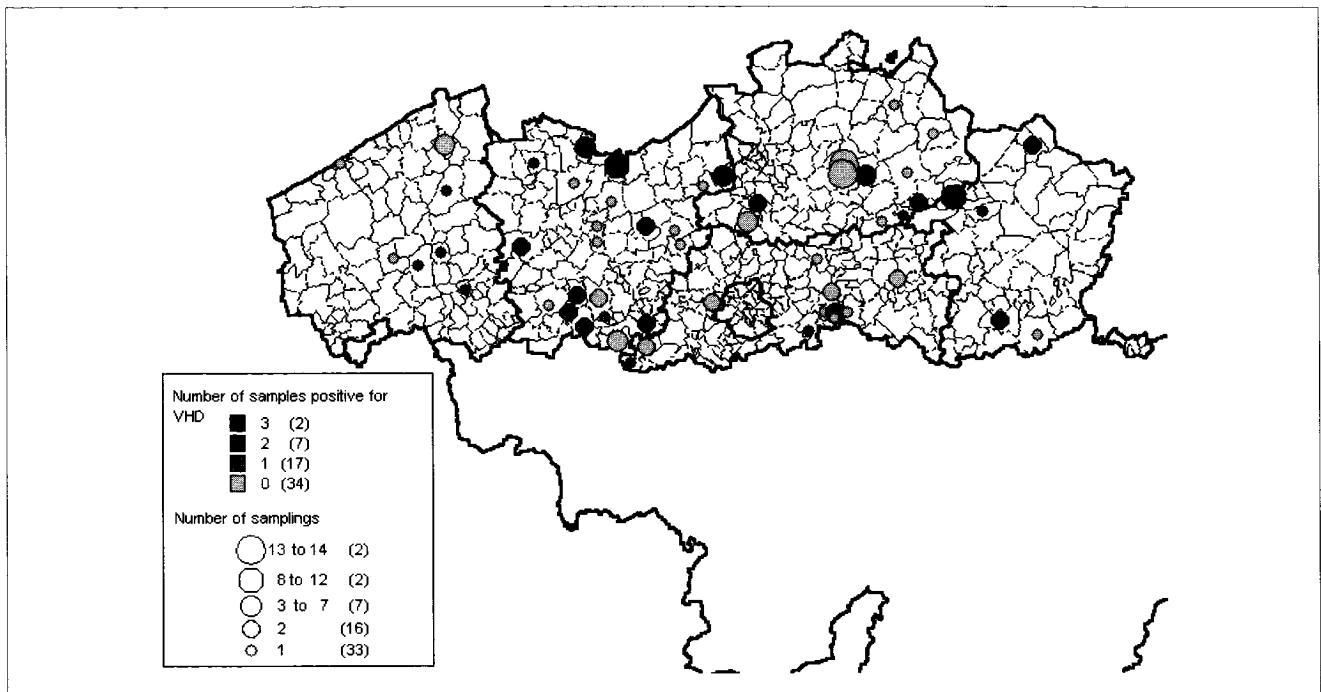 Number of samples positive for
VHD
3 (2)
2 (7)
1 (17)
0 (34)
Number of samplings
13 to 14 (2)
8 to 12 (2)
3 to 7 (7)
2 (16)
1 (33)